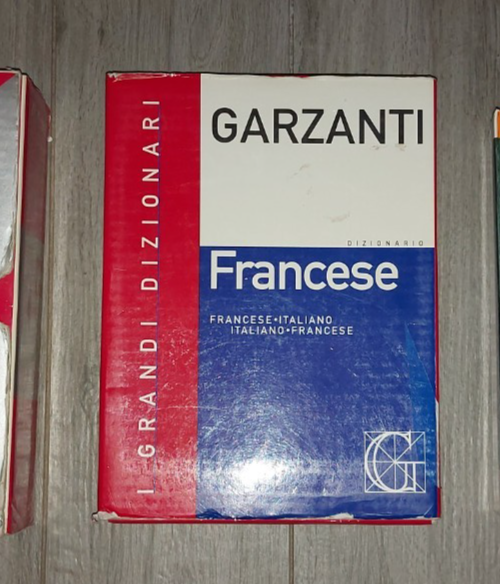 I GRANDI DIZIONARI
GARZANTI
DIZIONARIO
Francese
FRANCESE•ITALIANO
ITALIANO•FRANCESE
G